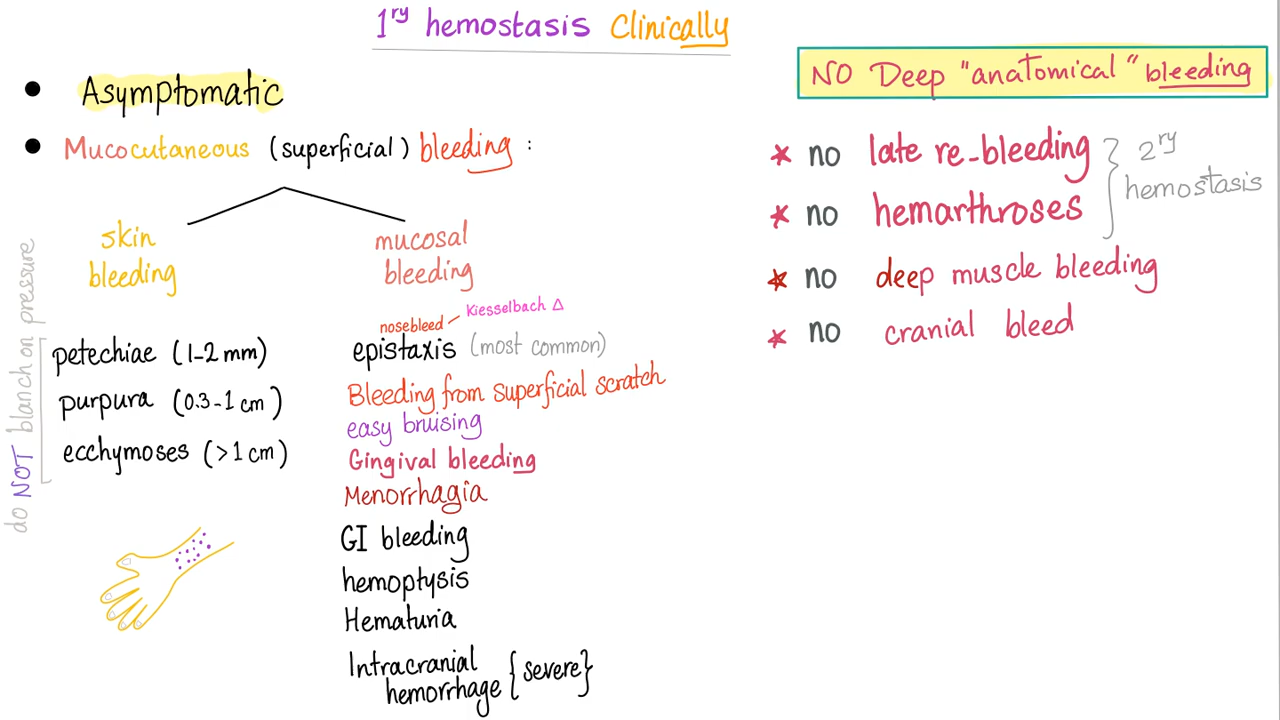 1ry hemostasis Clinically
• Asymptomatic
• Mucocutaneous (superficial) bleeding :
skin
bleeding
do NOT blanch on pressure
petechiae (1-2 mm)
purpura (0.3-1 cm)
ecchymoses (>1 cm)
mucosal
bleeding
Kiesselbach Δ
nosebleed
epistaxis (most common)
Bleeding from superficial scratch
easy bruising
Gingival bleeding
Menorrhagia
GI bleeding
hemoptysis
Hematuria
Intracranial
hemorrhage {severe}
NO Deep "anatomical" bleeding
* no late re-bleeding
* no hemarthroses
} 2ry
hemostasis
* no deep muscle bleeding
* no cranial bleed